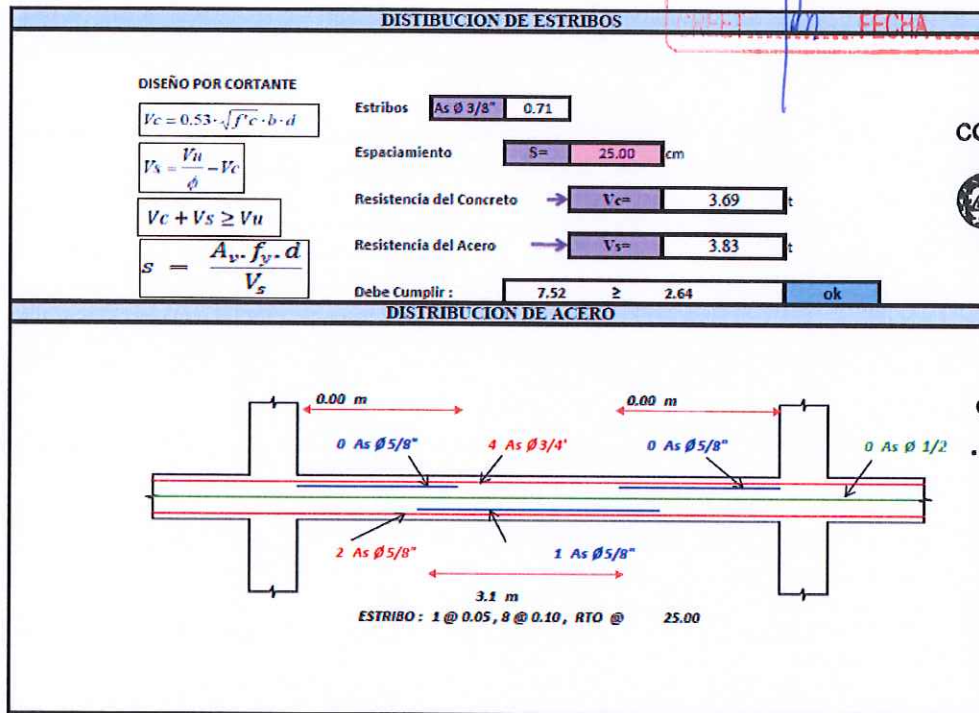 FECHA
DISTIBUCION DE ESTRIBOS
DISEÑO POR CORTANTE
Vc = 0.53·√f'c·b·d
Estribos As Ø 3/8" 0.71
Vs = Vu/ϕ − Vc
Espaciamiento S= 25.00 cm
Resistencia del Concreto Vc= 3.69 t
Vc + Vs ≥ Vu
Resistencia del Acero Vs= 3.83 t
s = Av. fy. d / Vs
Debe Cumplir : 7.52 ≥ 2.64 ok
DISTRIBUCION DE ACERO
0.00 m 0.00 m
0 As Ø5/8" 4 As Ø3/4' 0 As Ø5/8" 0 As Ø 1/2
2 As Ø5/8" 1 As Ø5/8"
3.1 m
ESTRIBO : 1 @ 0.05 , 8 @ 0.10 , RTO @ 25.00